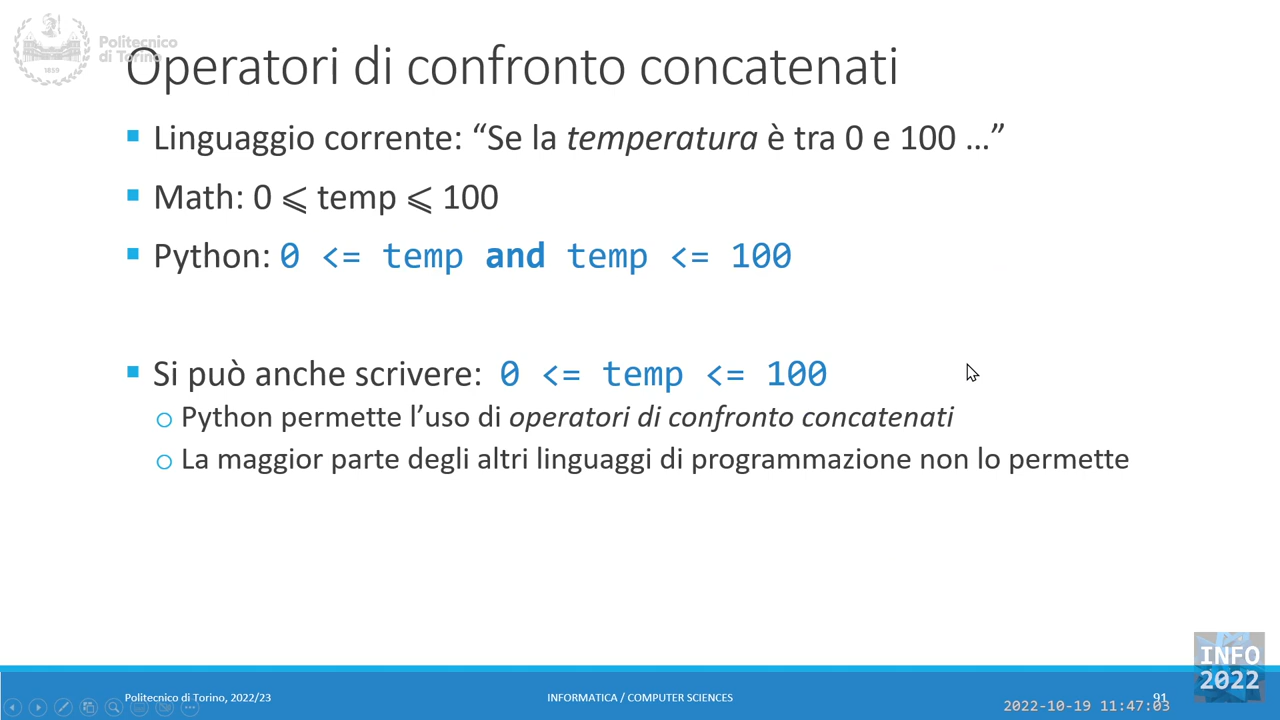 Politecnico
di Torino
1859
Operatori di confronto concatenati
Linguaggio corrente: “Se la temperatura è tra 0 e 100 …”
Math: 0 ⩽ temp ⩽ 100
Python: 0 <= temp and temp <= 100
Si può anche scrivere: 0 <= temp <= 100
Python permette l’uso di operatori di confronto concatenati
La maggior parte degli altri linguaggi di programmazione non lo permette
INFO
2022
Politecnico di Torino, 2022/23
INFORMATICA / COMPUTER SCIENCES
91
2022-10-19 11:47:03